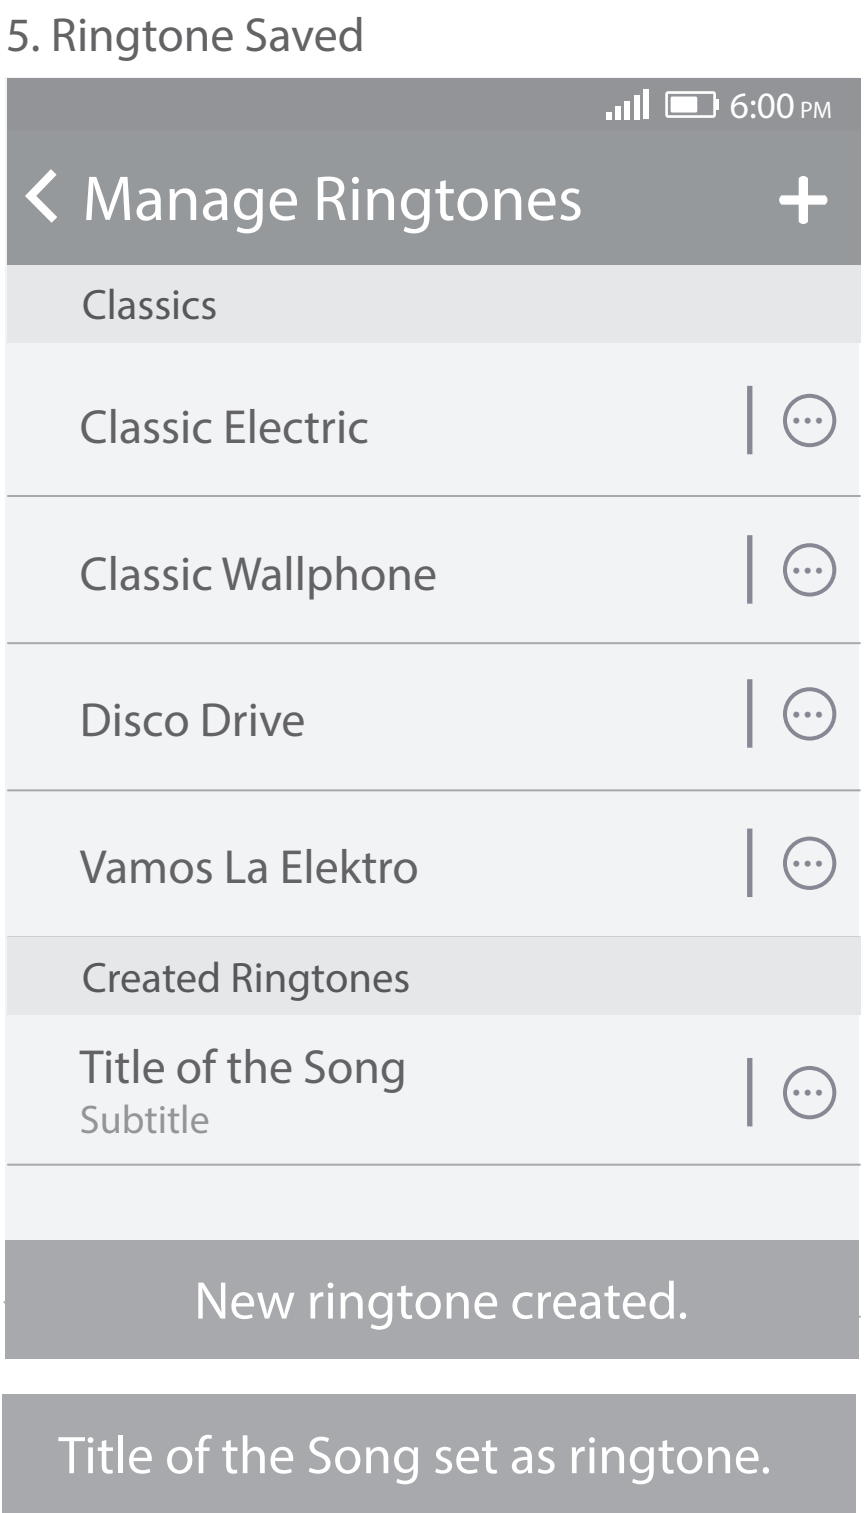 5. Ringtone Saved
6:00 PM
Manage Ringtones
Classics
Classic Electric
Classic Wallphone
Disco Drive
Vamos La Elektro
Created Ringtones
Title of the Song
Subtitle
New ringtone created.
Title of the Song set as ringtone.